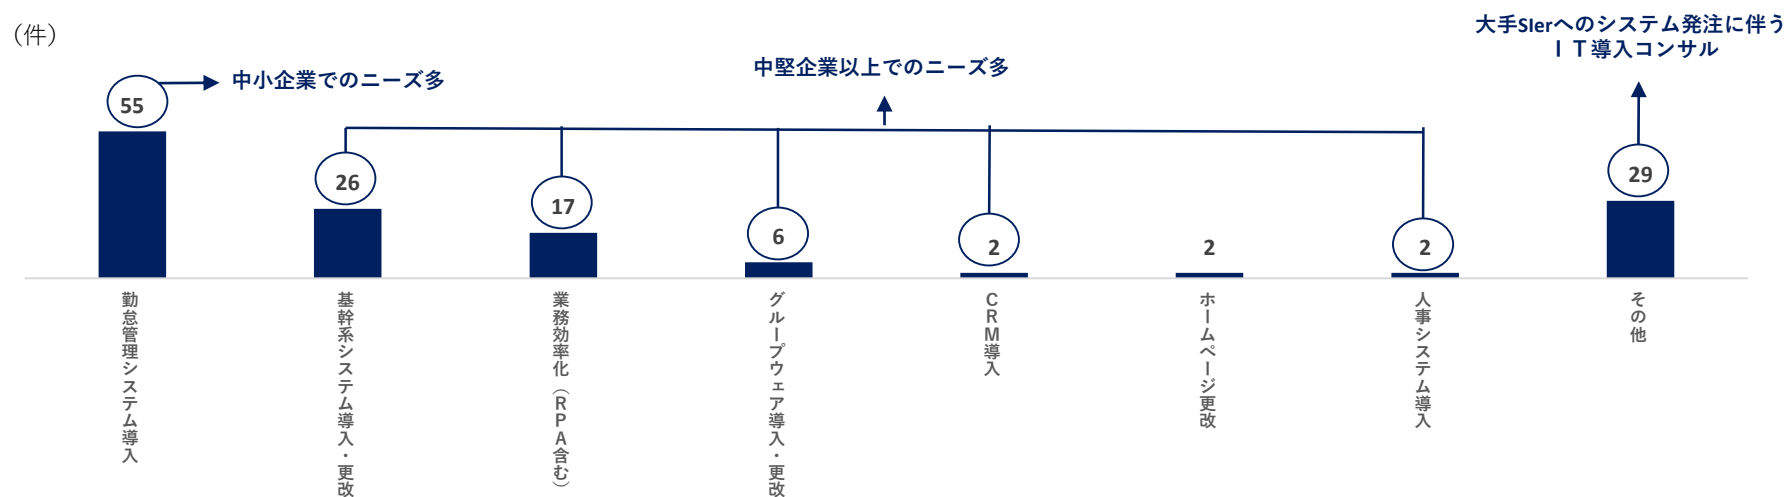 （件）
大手SIerへのシステム発注に伴う
ＩＴ導入コンサル
中小企業でのニーズ多
中堅企業以上でのニーズ多
55
26
17
6
2
2
2
29
勤怠管理システム導入
基幹系システム導入・更改
業務効率化（ＲＰＡ含む）
グループウェア導入・更改
ＣＲＭ導入
ホームページ更改
人事システム導入
その他